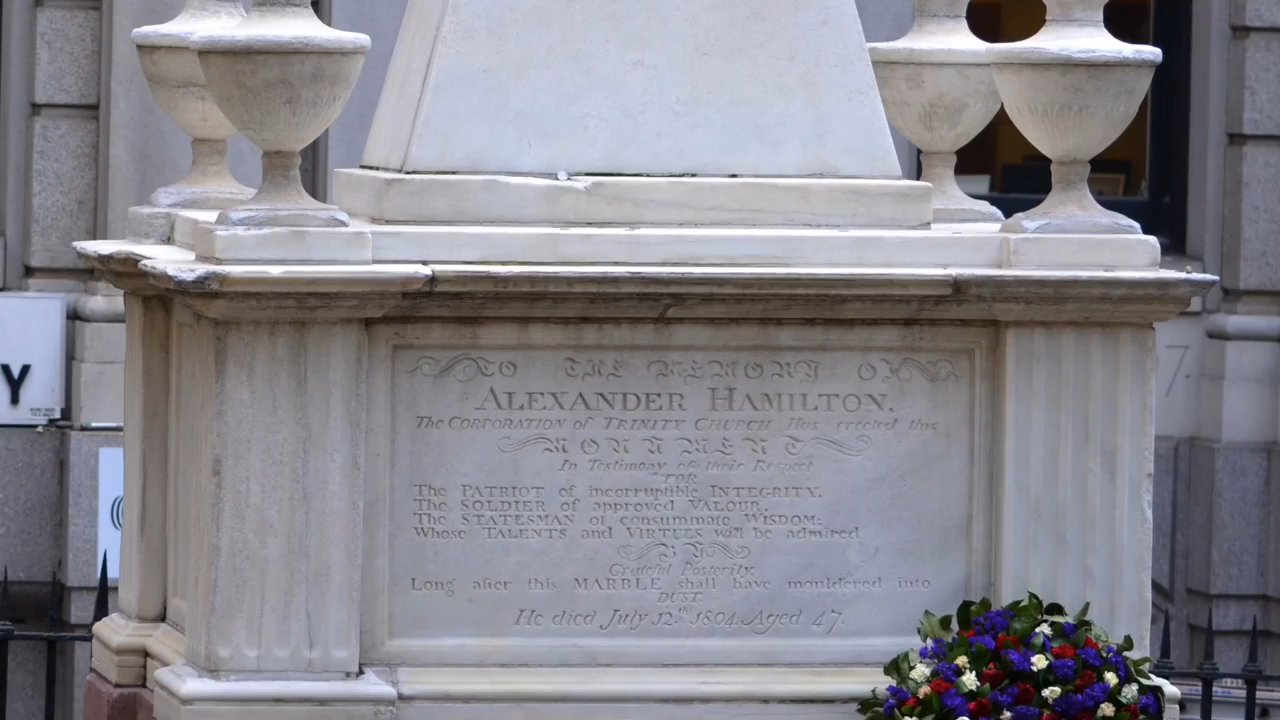 TO THE MEMORY OF
ALEXANDER HAMILTON.
The CORPORATION of TRINITY CHURCH Has erected this
MONUMENT
In Testimony of their Respect
FOR
The PATRIOT of incorruptible INTEGRITY.
The SOLDIER of approved VALOUR.
The STATESMAN of consummate WISDOM:
Whose TALENTS and VIRTUES will be admired
BY
Grateful Posterity.
Long after this MARBLE shall have mouldered into
DUST.
He died July 12th 1804. Aged 47.
Y
7